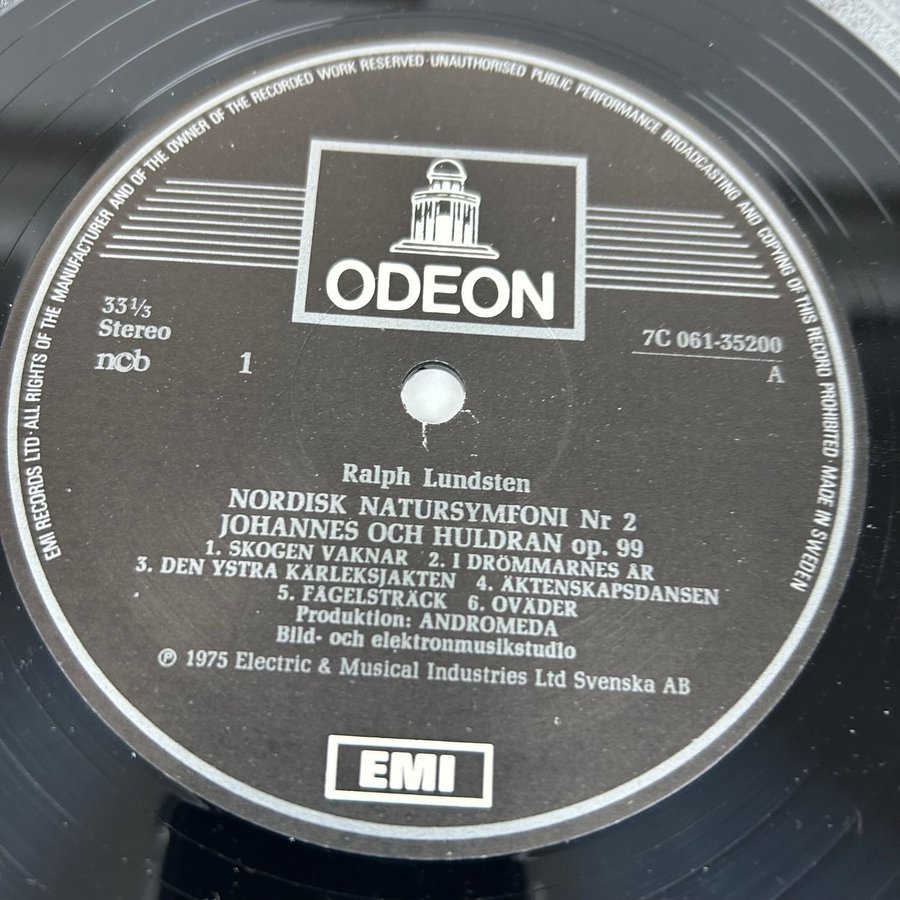 EMI RECORDS LTD · ALL RIGHTS OF THE MANUFACTURER AND OF THE OWNER OF THE RECORDED WORK RESERVED · UNAUTHORISED PUBLIC PERFORMANCE BROADCASTING AND COPYING OF THIS RECORD PROHIBITED · MADE IN SWEDEN
ODEON
33 1/3
Stereo
ncb 1
7C 061-35200
A
Ralph Lundsten
NORDISK NATURSYMFONI Nr 2
JOHANNES OCH HULDRAN op. 99
1. SKOGEN VAKNAR 2. I DRÖMMARNES ÅR
3. DEN YSTRA KÄRLEKSJAKTEN 4. ÄKTENSKAPSDANSEN
5. FÅGELSTRÄCK 6. OVÄDER
Produktion: ANDROMEDA
Bild- och elektronmusikstudio
℗ 1975 Electric & Musical Industries Ltd Svenska AB
EMI